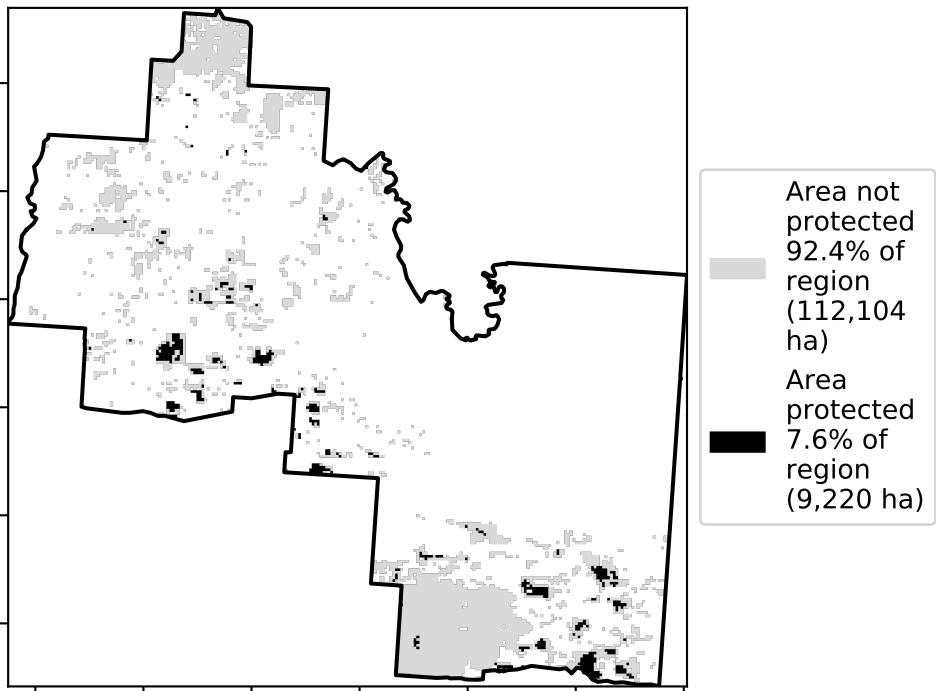 Area not
protected
92.4% of
region
(112,104
ha)
Area
protected
7.6% of
region
(9,220 ha)